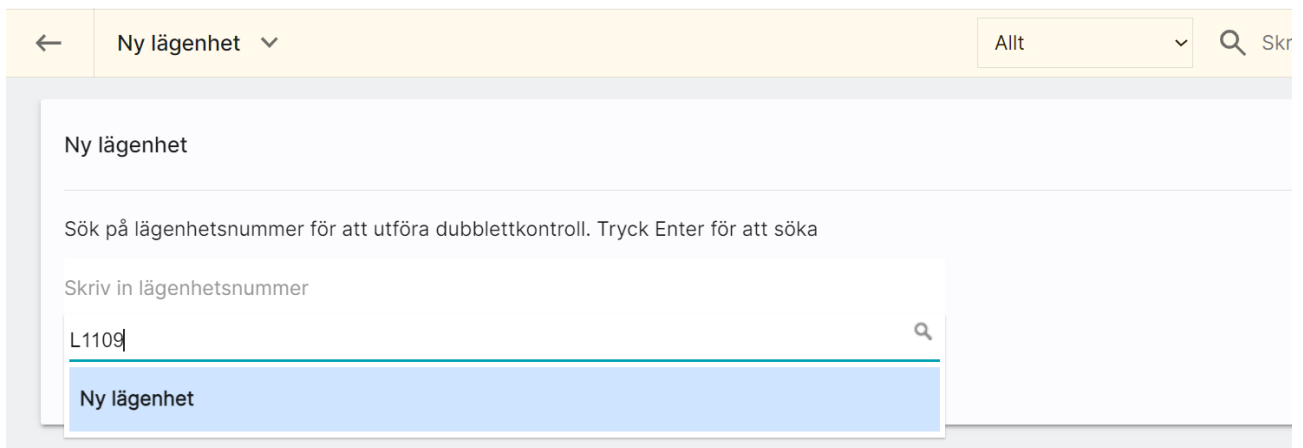 Ny lägenhet
Allt
Skr
Ny lägenhet
Sök på lägenhetsnummer för att utföra dubblettkontroll. Tryck Enter för att söka
Skriv in lägenhetsnummer
L1109
Ny lägenhet